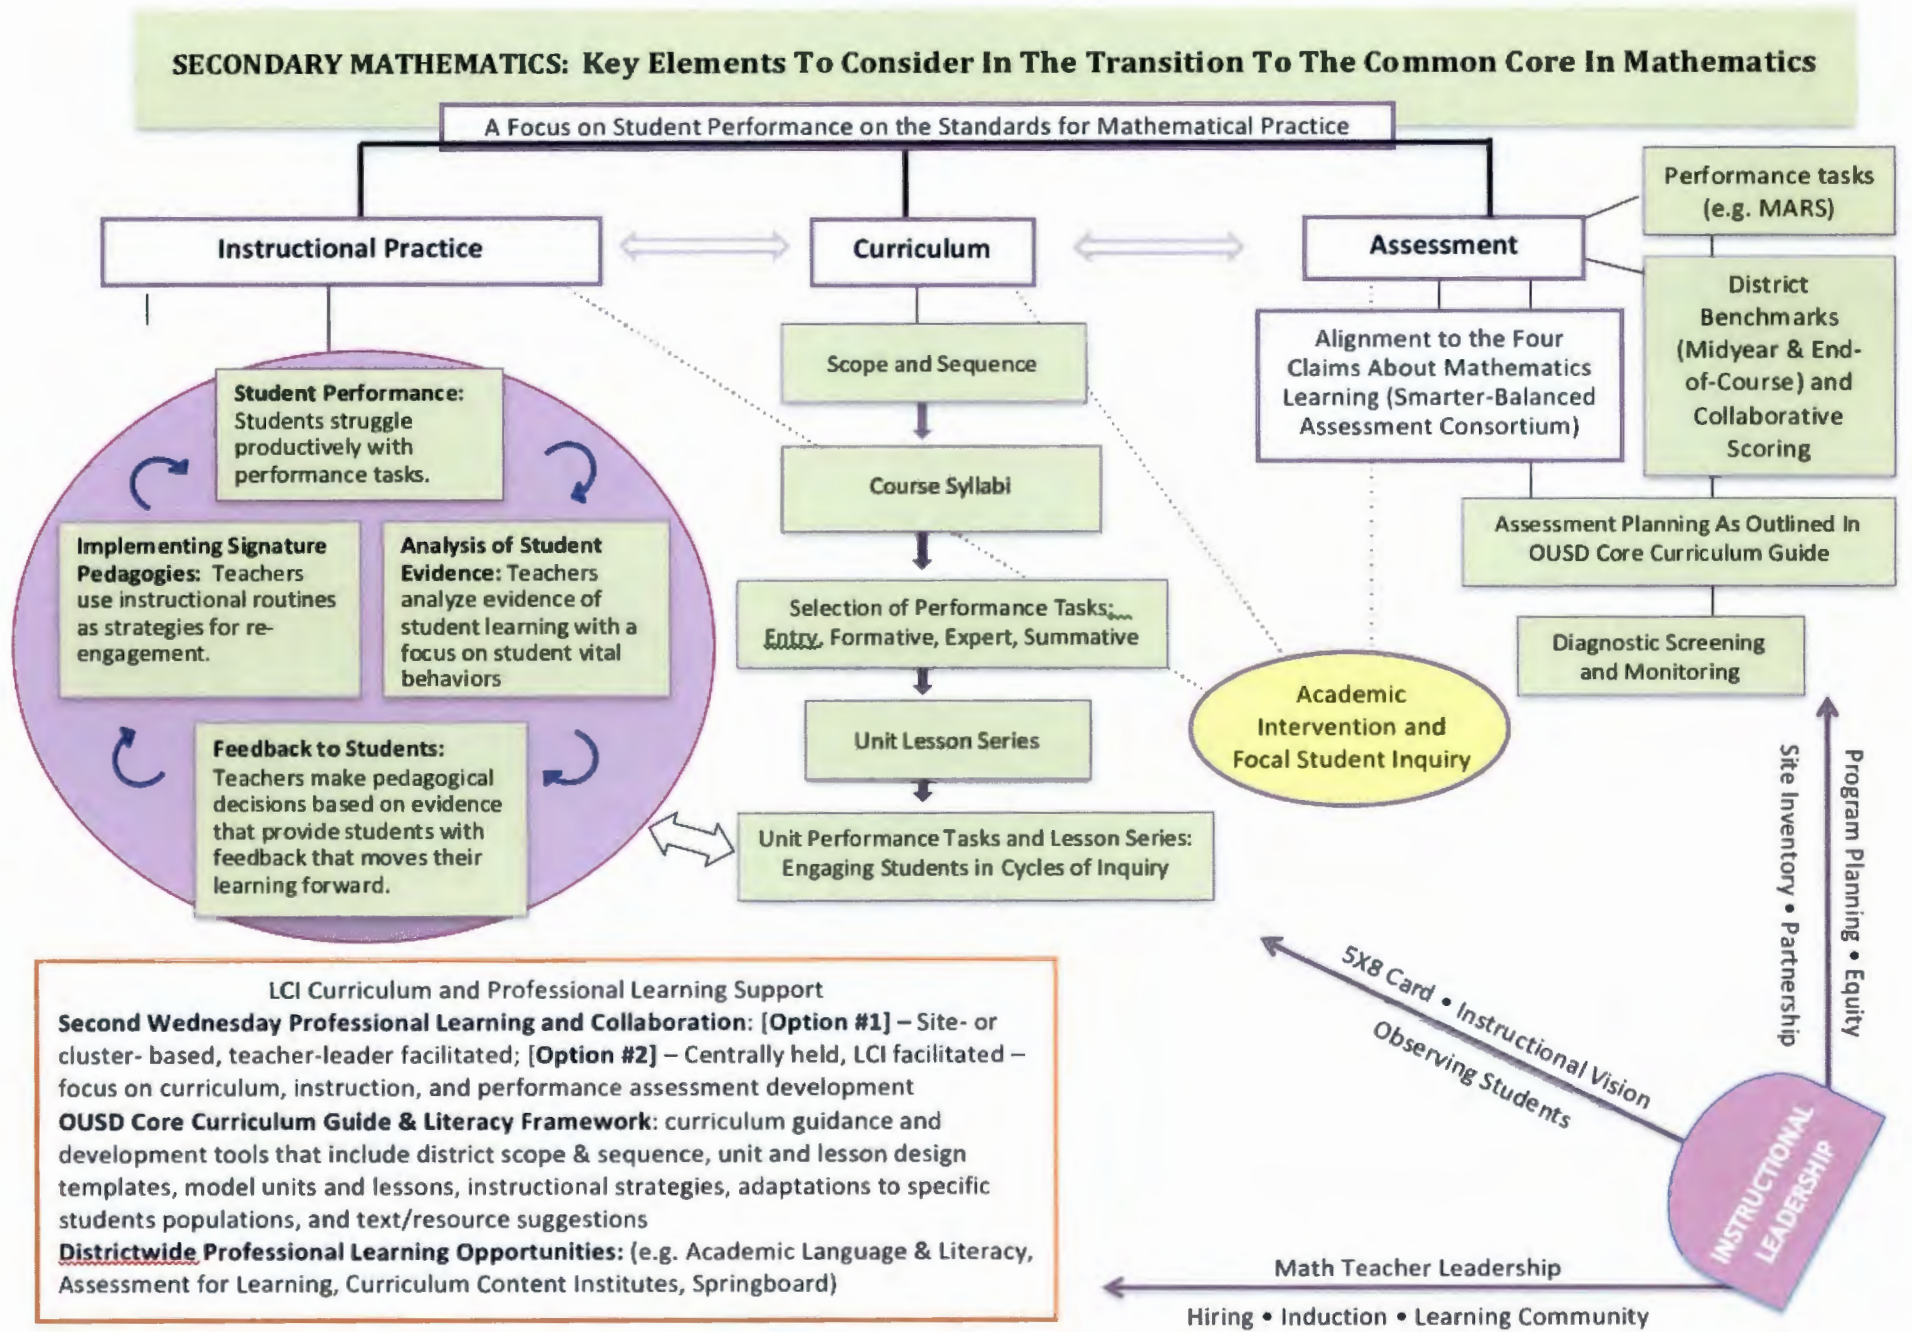 SECONDARY MATHEMATICS: Key Elements To Consider In The Transition To The Common Core In Mathematics
A Focus on Student Performance on the Standards for Mathematical Practice
Instructional Practice
Curriculum
Assessment
Performance tasks
(e.g. MARS)
District
Benchmarks
(Midyear & End-
of-Course) and
Collaborative
Scoring
Alignment to the Four
Claims About Mathematics
Learning (Smarter-Balanced
Assessment Consortium)
Assessment Planning As Outlined In
OUSD Core Curriculum Guide
Diagnostic Screening
and Monitoring
Student Performance:
Students struggle
productively with
performance tasks.
Implementing Signature
Pedagogies: Teachers
use instructional routines
as strategies for re-
engagement.
Analysis of Student
Evidence: Teachers
analyze evidence of
student learning with a
focus on student vital
behaviors
Feedback to Students:
Teachers make pedagogical
decisions based on evidence
that provide students with
feedback that moves their
learning forward.
Scope and Sequence
Course Syllabi
Selection of Performance Tasks:
Entry, Formative, Expert, Summative
Unit Lesson Series
Unit Performance Tasks and Lesson Series:
Engaging Students in Cycles of Inquiry
Academic
Intervention and
Focal Student Inquiry
LCI Curriculum and Professional Learning Support
Second Wednesday Professional Learning and Collaboration: [Option #1] – Site- or
cluster- based, teacher-leader facilitated; [Option #2] – Centrally held, LCI facilitated –
focus on curriculum, instruction, and performance assessment development
OUSD Core Curriculum Guide & Literacy Framework: curriculum guidance and
development tools that include district scope & sequence, unit and lesson design
templates, model units and lessons, instructional strategies, adaptations to specific
students populations, and text/resource suggestions
Districtwide Professional Learning Opportunities: (e.g. Academic Language & Literacy,
Assessment for Learning, Curriculum Content Institutes, Springboard)
Program Planning • Equity
Site Inventory • Partnership
5X8 Card • Instructional Vision
Observing Students
INSTRUCTIONAL
LEADERSHIP
Math Teacher Leadership
Hiring • Induction • Learning Community